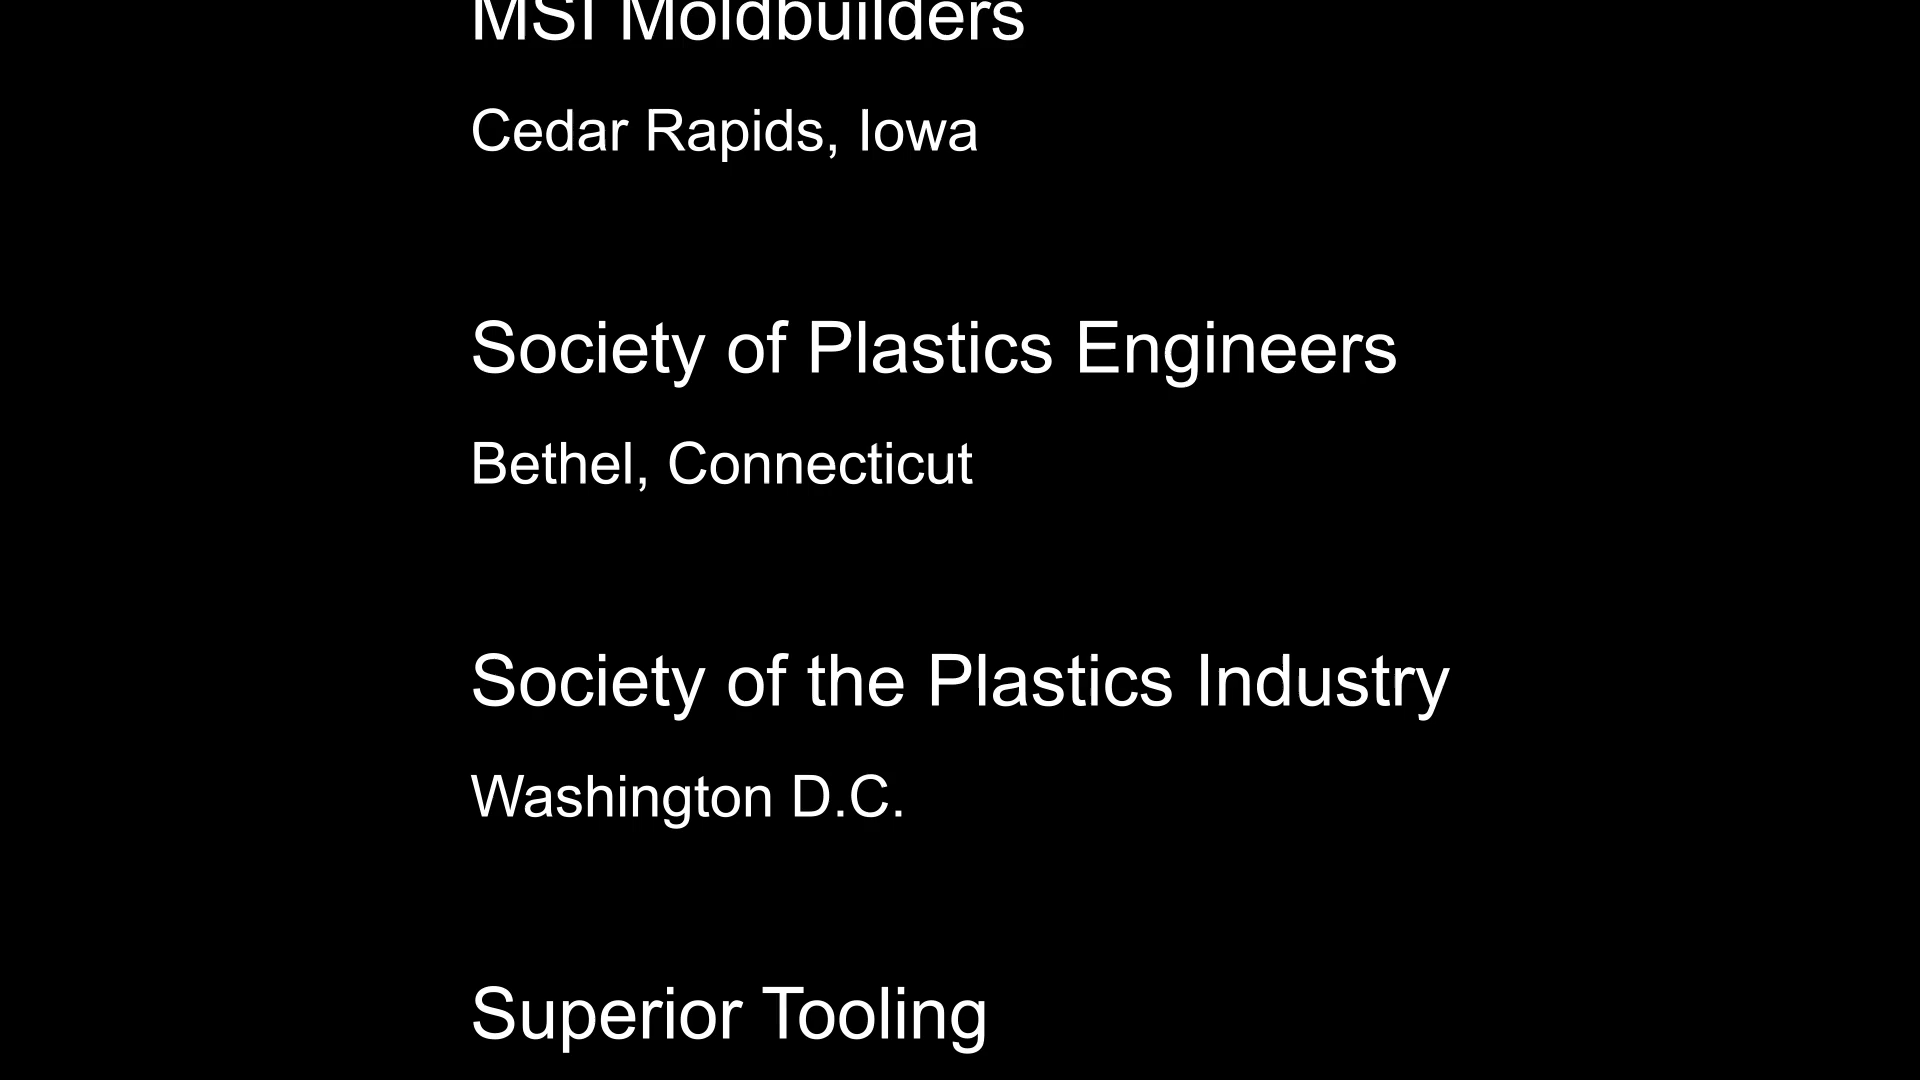 MSI Moldbuilders
Cedar Rapids, Iowa
Society of Plastics Engineers
Bethel, Connecticut
Society of the Plastics Industry
Washington D.C.
Superior Tooling